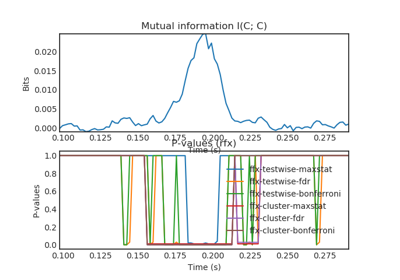 Mutual information I(C; C)
0.020
0.015
0.010
0.005
0.000
Bits
0.100 0.125 0.150 0.175 0.200 0.225 0.250 0.275
Time (s)
P-values (rfx)
1.0
0.8
0.6
0.4
0.2
0.0
P-values
ffx-testwise-maxstat
ffx-testwise-fdr
ffx-testwise-bonferroni
ffx-cluster-maxstat
ffx-cluster-fdr
ffx-cluster-bonferroni
0.100 0.125 0.150 0.175 0.200 0.225 0.250 0.275
Time (s)